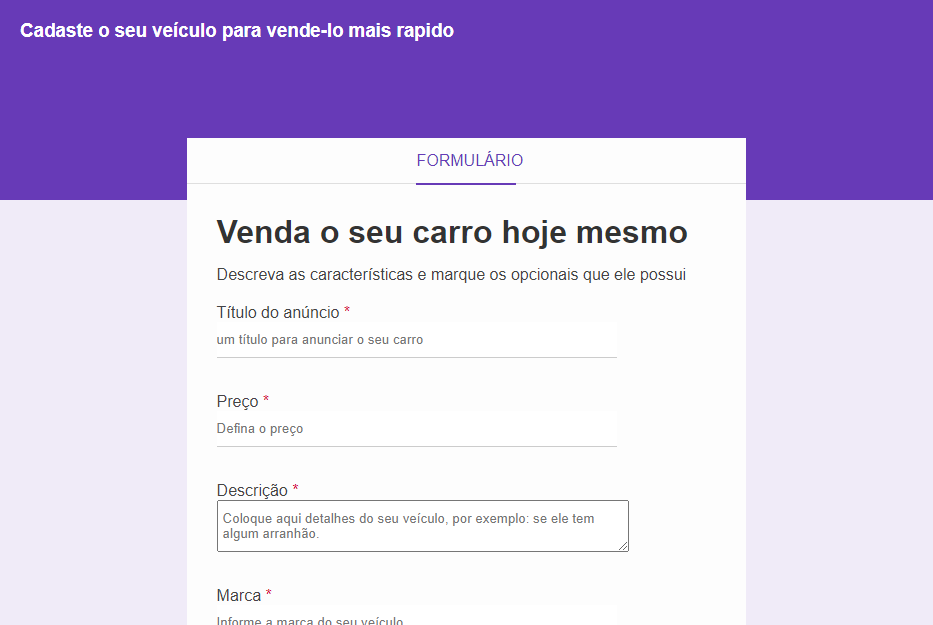 Cadaste o seu veículo para vende-lo mais rapido
FORMULÁRIO
Venda o seu carro hoje mesmo
Descreva as características e marque os opcionais que ele possui
Título do anúncio *
um título para anunciar o seu carro
Preço *
Defina o preço
Descrição *
Coloque aqui detalhes do seu veículo, por exemplo: se ele tem
algum arranhão.
Marca *
Informe a marca do seu veículo